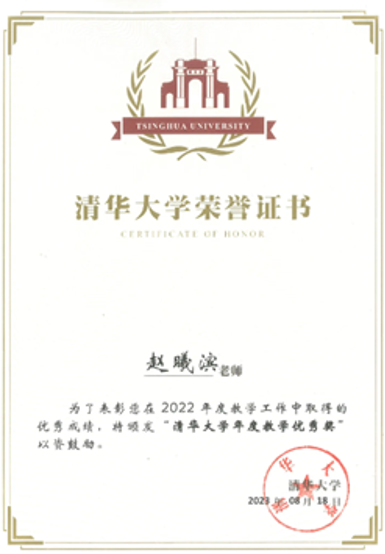 TSINGHUA UNIVERSITY
清华大学荣誉证书
CERTIFICATE OF HONOR
赵曦滨老师
为了表彰您在2022年度教学工作中取得的
优秀成绩，特颁发“清华大学年度教学优秀奖”
以资鼓励。
清华大学
清华大学
2023年08月18日